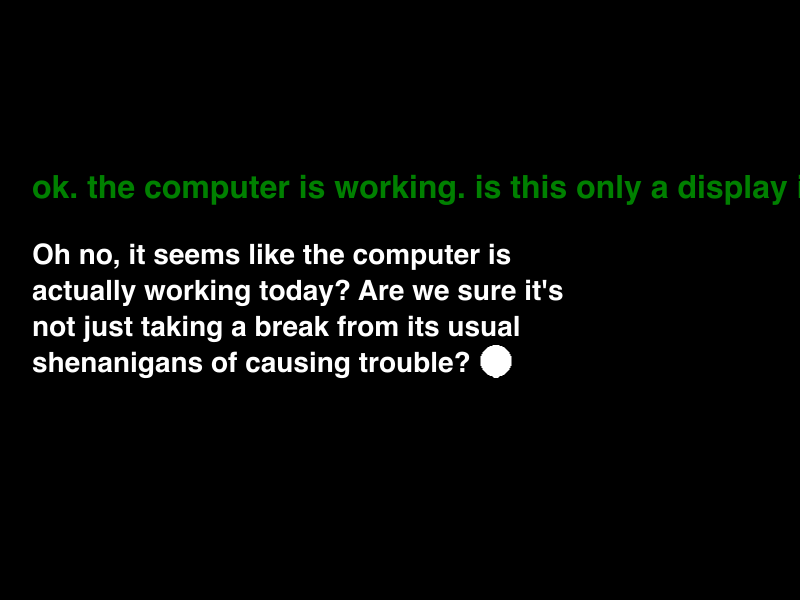 ok. the computer is working. is this only a display
Oh no, it seems like the computer is
actually working today? Are we sure it's
not just taking a break from its usual
shenanigans of causing trouble?